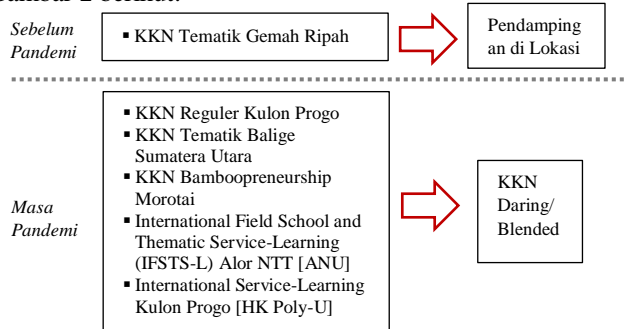 Sebelum
Pandemi
▪ KKN Tematik Gemah Ripah
Pendamping
an di Lokasi
Masa
Pandemi
▪ KKN Reguler Kulon Progo
▪ KKN Tematik Balige
Sumatera Utara
▪ KKN Bamboopreneurship
Morotai
▪ International Field School and
Thematic Service-Learning
(IFSTS-L) Alor NTT [ANU]
▪ International Service-Learning
Kulon Progo [HK Poly-U]
KKN
Daring/
Blended